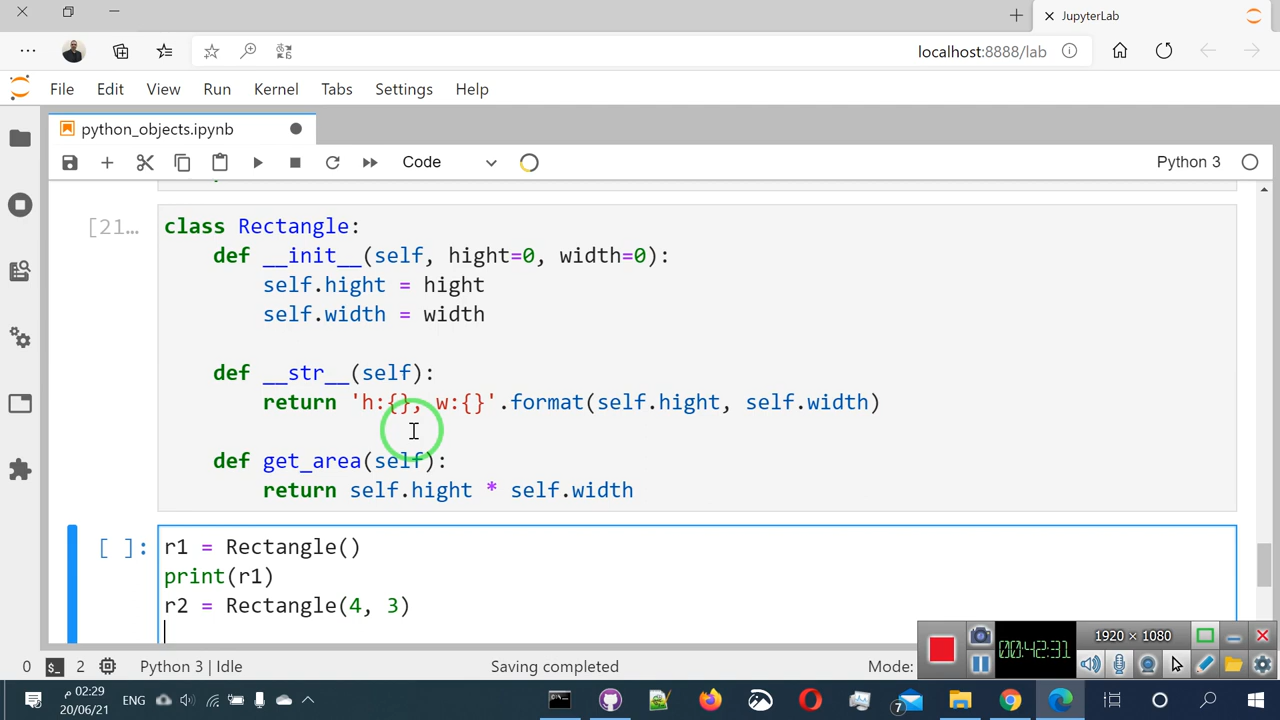 JupyterLab
localhost:8888/lab
File Edit View Run Kernel Tabs Settings Help
python_objects.ipynb
Code
Python 3
[21…
class Rectangle:
    def __init__(self, hight=0, width=0):
        self.hight = hight
        self.width = width
    def __str__(self):
        return 'h:{}, w:{}'.format(self.hight, self.width)
    def get_area(self):
        return self.hight * self.width
[ ]:
r1 = Rectangle()
print(r1)
r2 = Rectangle(4, 3)
1920 × 1080
00:42:31
0
2
Python 3 | Idle
Saving completed
Mode:
02:29 م
20/06/21
ENG
7